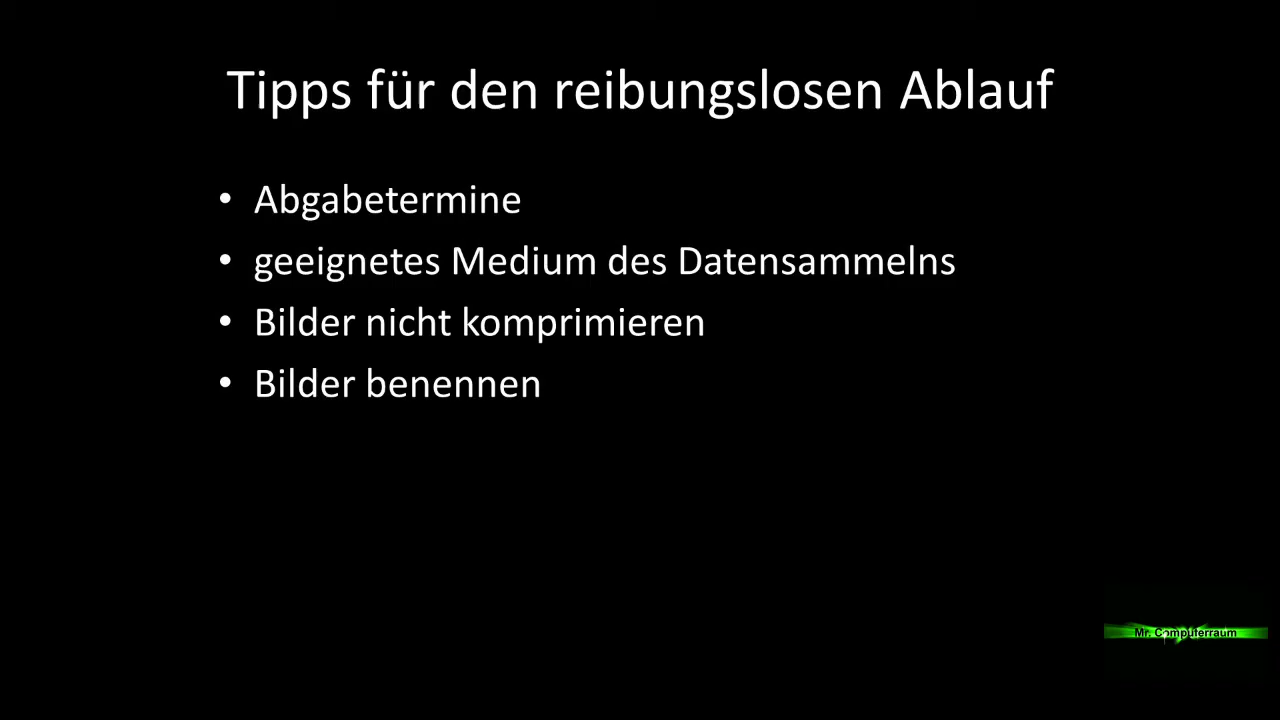 Tipps für den reibungslosen Ablauf
• Abgabetermine
• geeignetes Medium des Datensammelns
• Bilder nicht komprimieren
• Bilder benennen
Mr. Computerraum